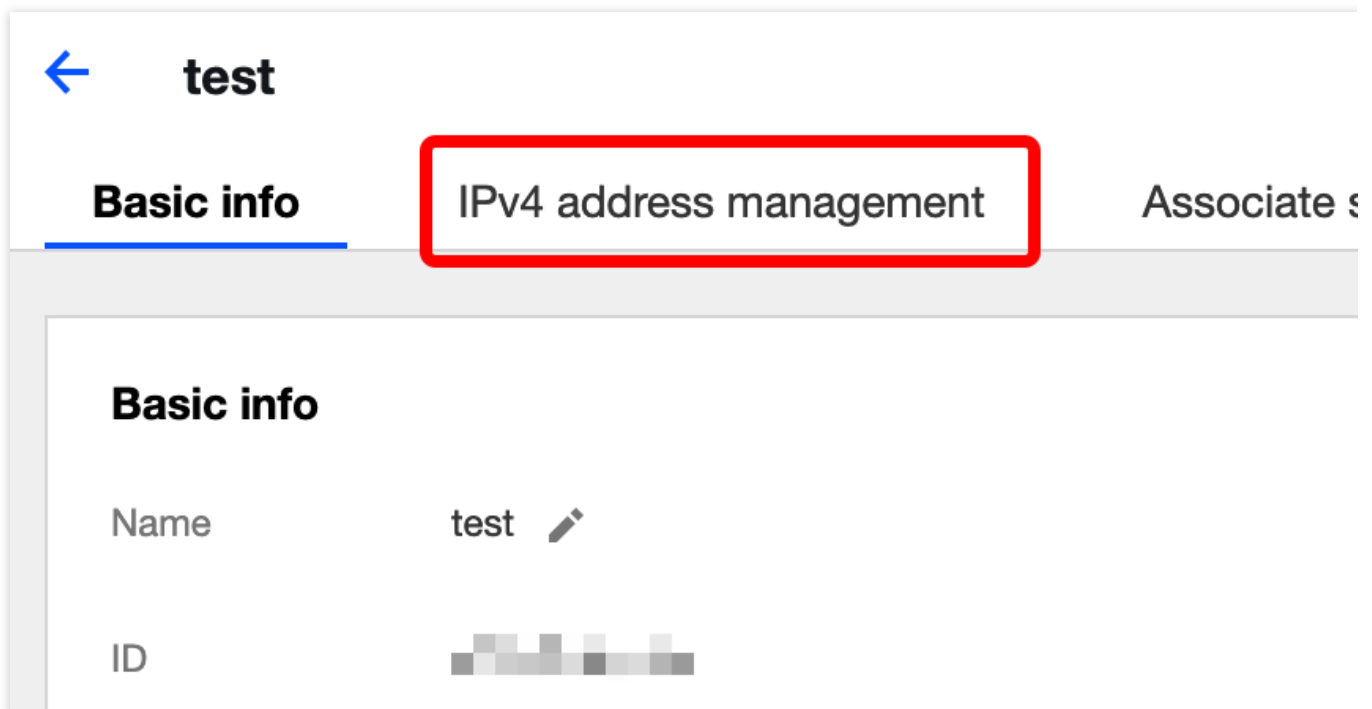 test
Basic info IPv4 address management Associate
Basic info
Name test
ID